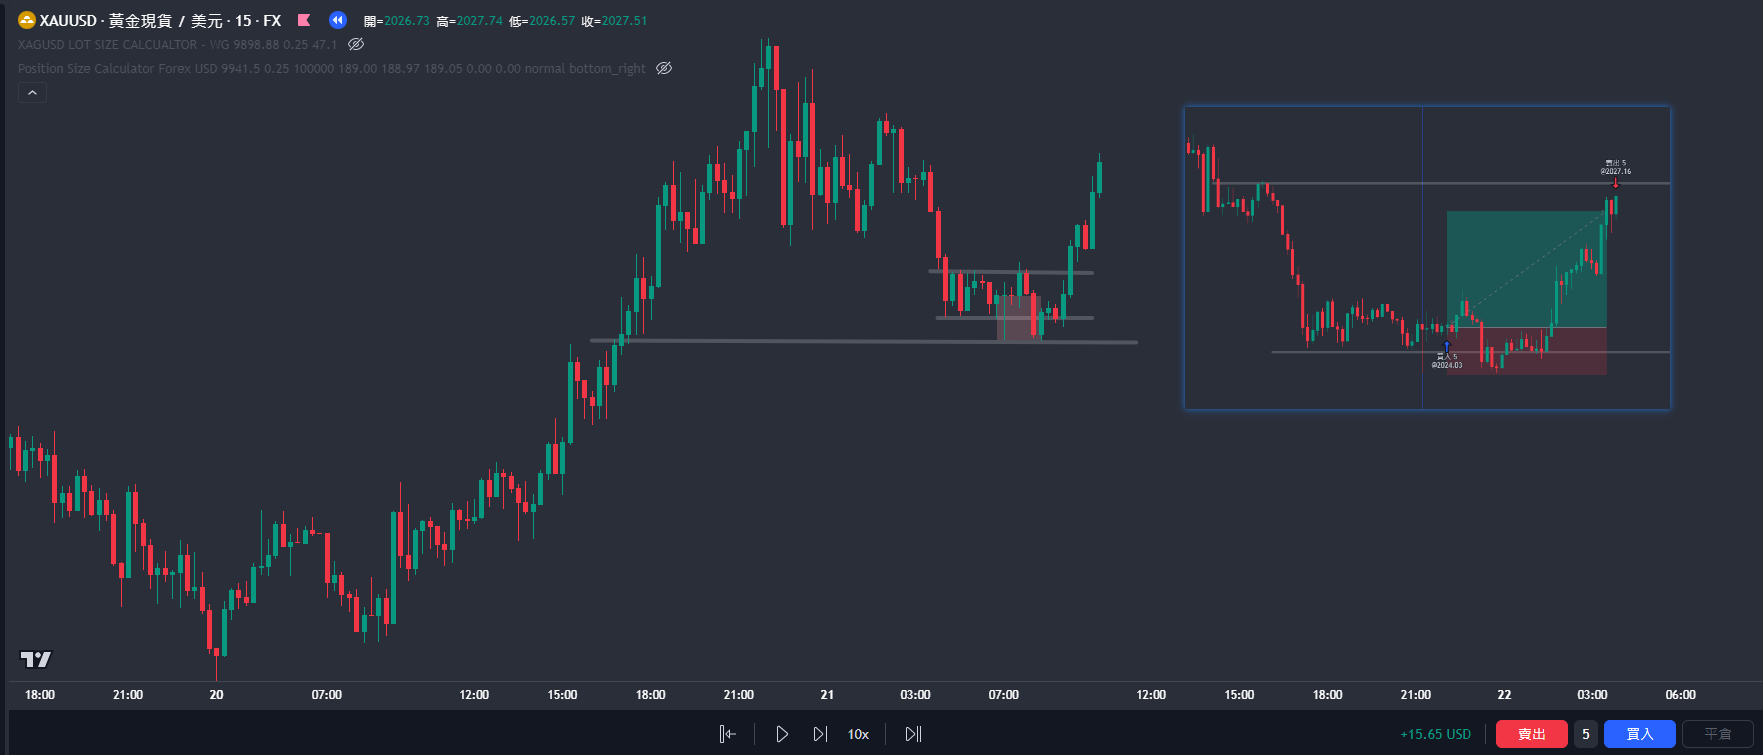 XAUUSD · 黃金現貨 / 美元 · 15 · FX 開=2026.73 高=2027.74 低=2026.57 收=2027.51
XAGUSD LOT SIZE CALCUALTOR - WG 9898.88 0.25 47.1
Position Size Calculator Forex USD 9941.5 0.25 100000 189.00 188.97 189.05 0.00 0.00 normal bottom_right
賣出 5
@2027.16
買入 5
@2024.03
18:00 21:00 20 07:00 12:00 15:00 18:00 21:00 21 03:00 07:00 12:00 15:00 18:00 21:00 22 03:00 06:00
10x +15.65 USD 賣出 5 買入 平倉